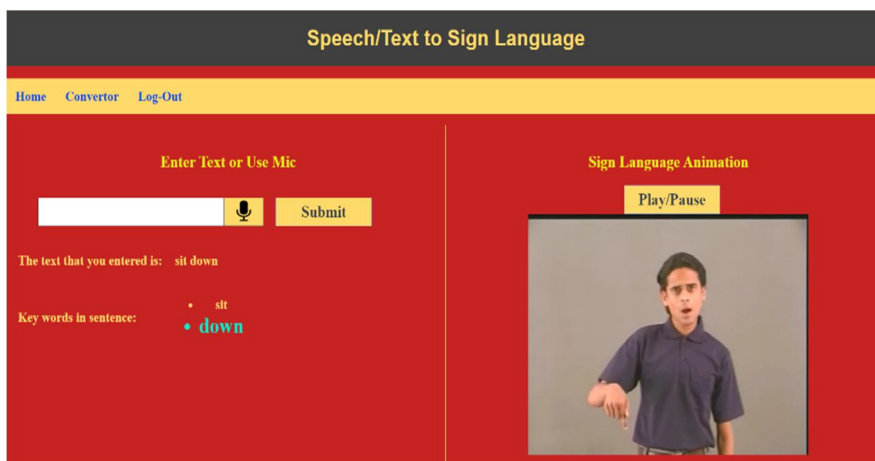 Speech/Text to Sign Language
Home Convertor Log-Out
Enter Text or Use Mic
Submit
The text that you entered is: sit down
Key words in sentence:
• sit
• down
Sign Language Animation
Play/Pause